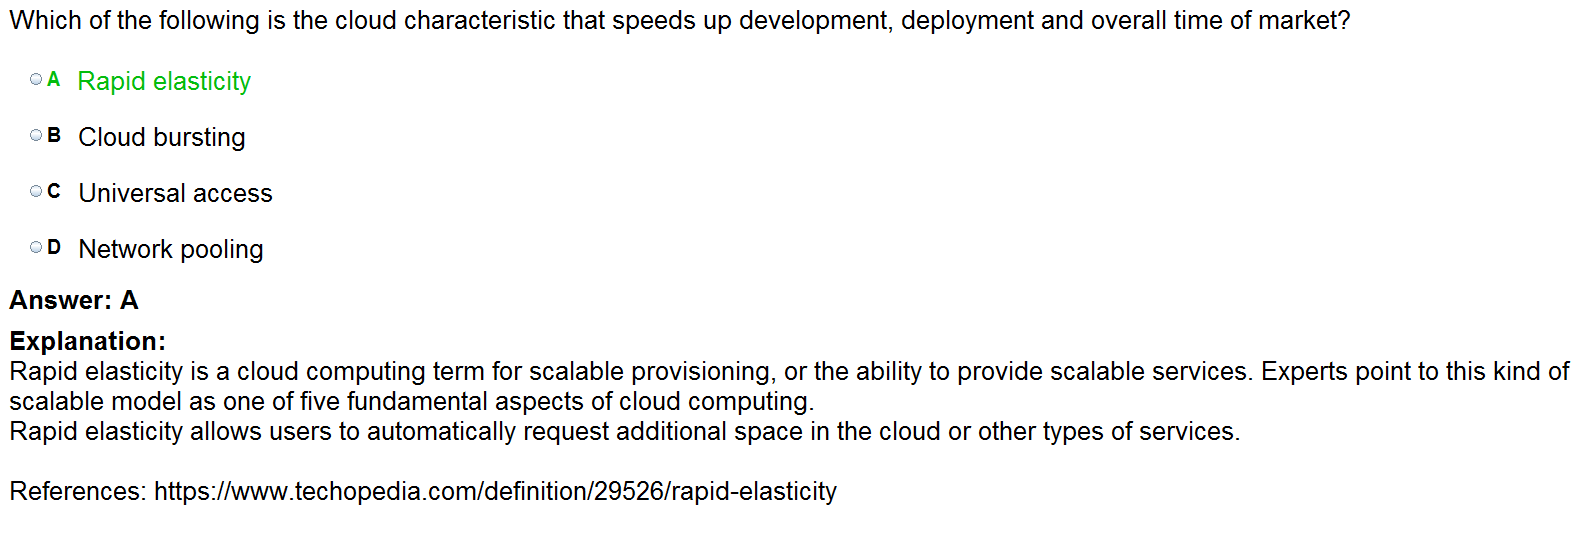 Which of the following is the cloud characteristic that speeds up development, deployment and overall time of market?
A Rapid elasticity
B Cloud bursting
C Universal access
D Network pooling
Answer: A
Explanation:
Rapid elasticity is a cloud computing term for scalable provisioning, or the ability to provide scalable services. Experts point to this kind of
scalable model as one of five fundamental aspects of cloud computing.
Rapid elasticity allows users to automatically request additional space in the cloud or other types of services.
References: https://www.techopedia.com/definition/29526/rapid-elasticity